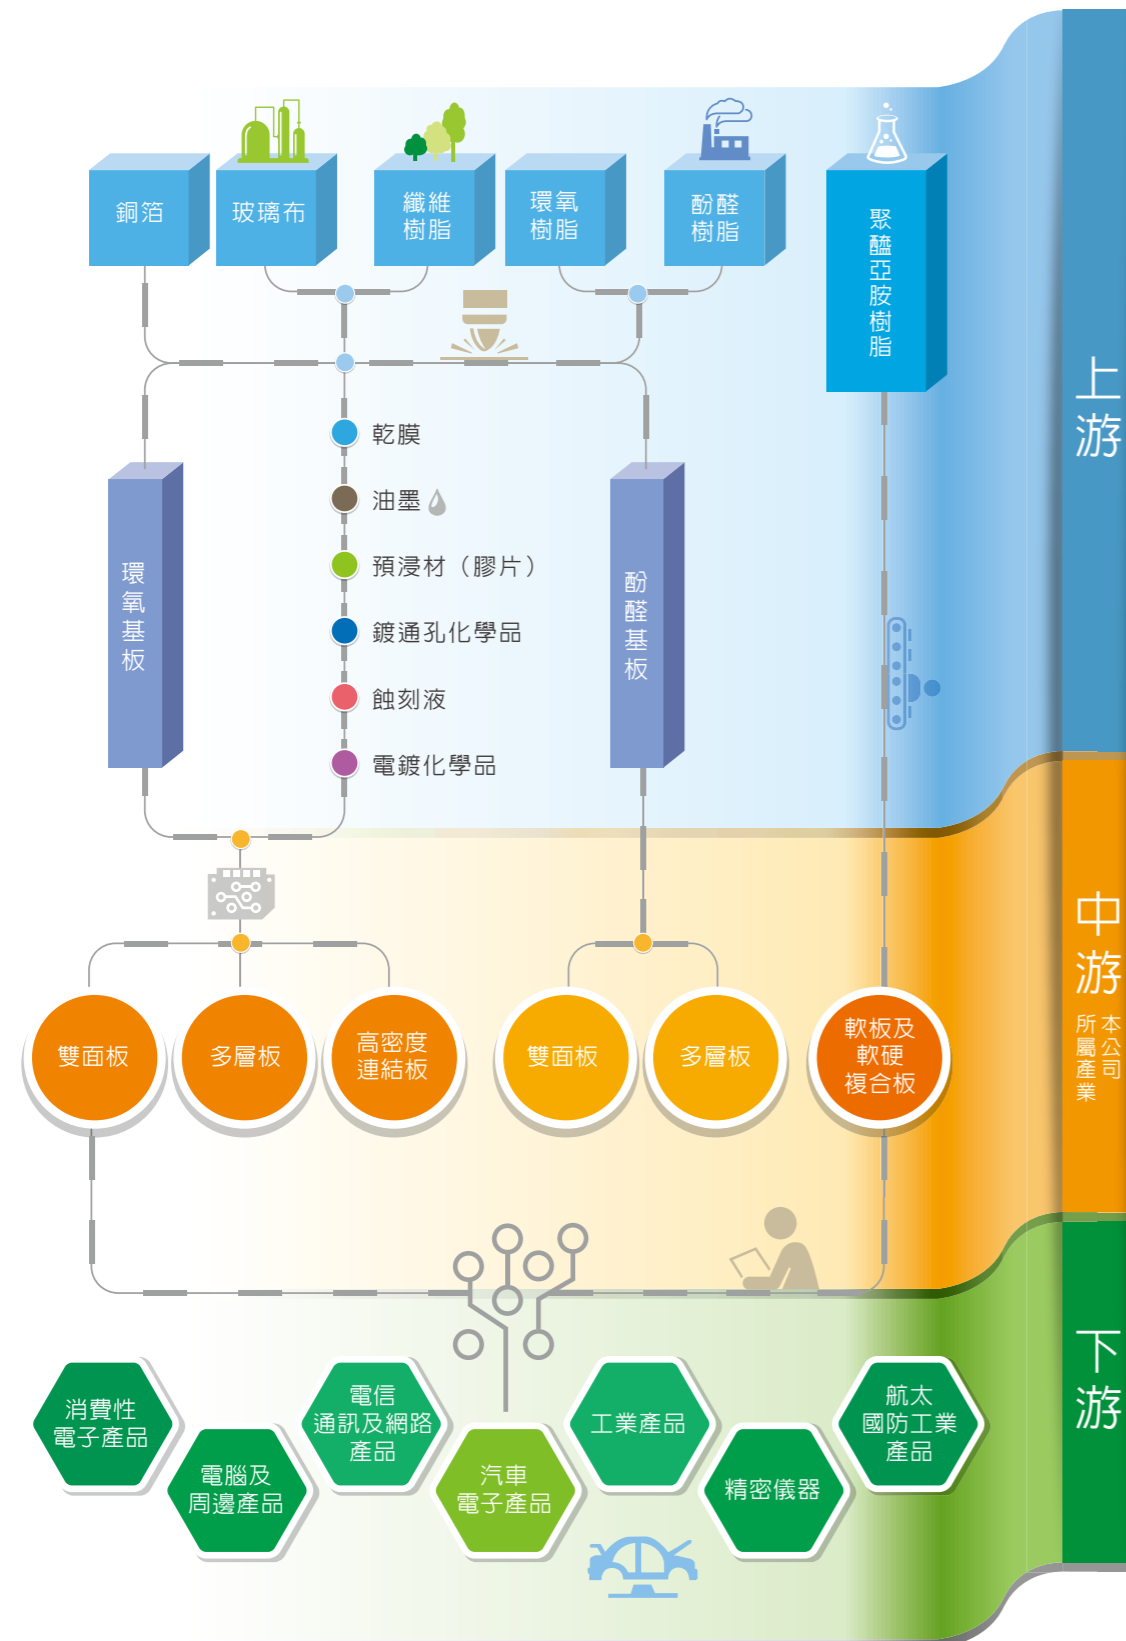 銅箔
玻璃布
纖維
樹脂
環氧
樹脂
酚醛
樹脂
聚醯亞胺樹脂
上游
乾膜
油墨
預浸材（膠片）
鍍通孔化學品
蝕刻液
電鍍化學品
環氧基板
酚醛基板
中游
本公司
所屬產業
雙面板
多層板
高密度
連結板
雙面板
多層板
軟板及
軟硬
複合板
下游
消費性
電子產品
電腦及
周邊產品
電信
通訊及網路
產品
汽車
電子產品
工業產品
精密儀器
航太
國防工業
產品